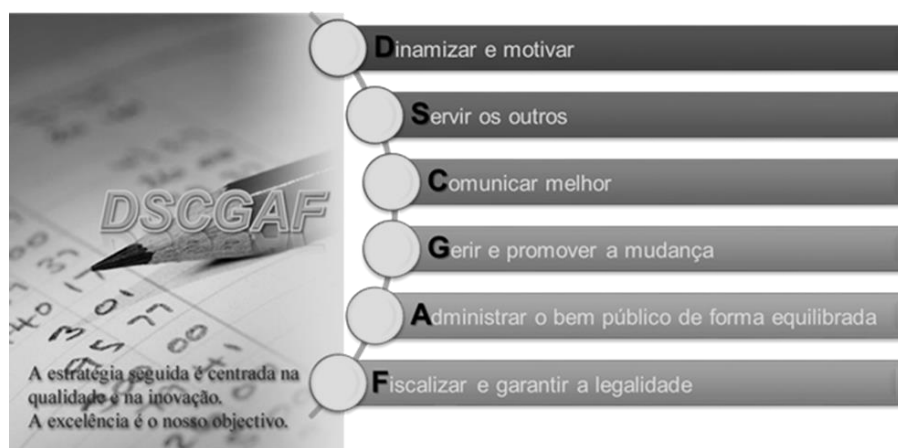 DSCGAF
A estratégia seguida é centrada na
qualidade e na inovação.
A excelência é o nosso objectivo.
Dinamizar e motivar
Servir os outros
Comunicar melhor
Gerir e promover a mudança
Administrar o bem público de forma equilibrada
Fiscalizar e garantir a legalidade